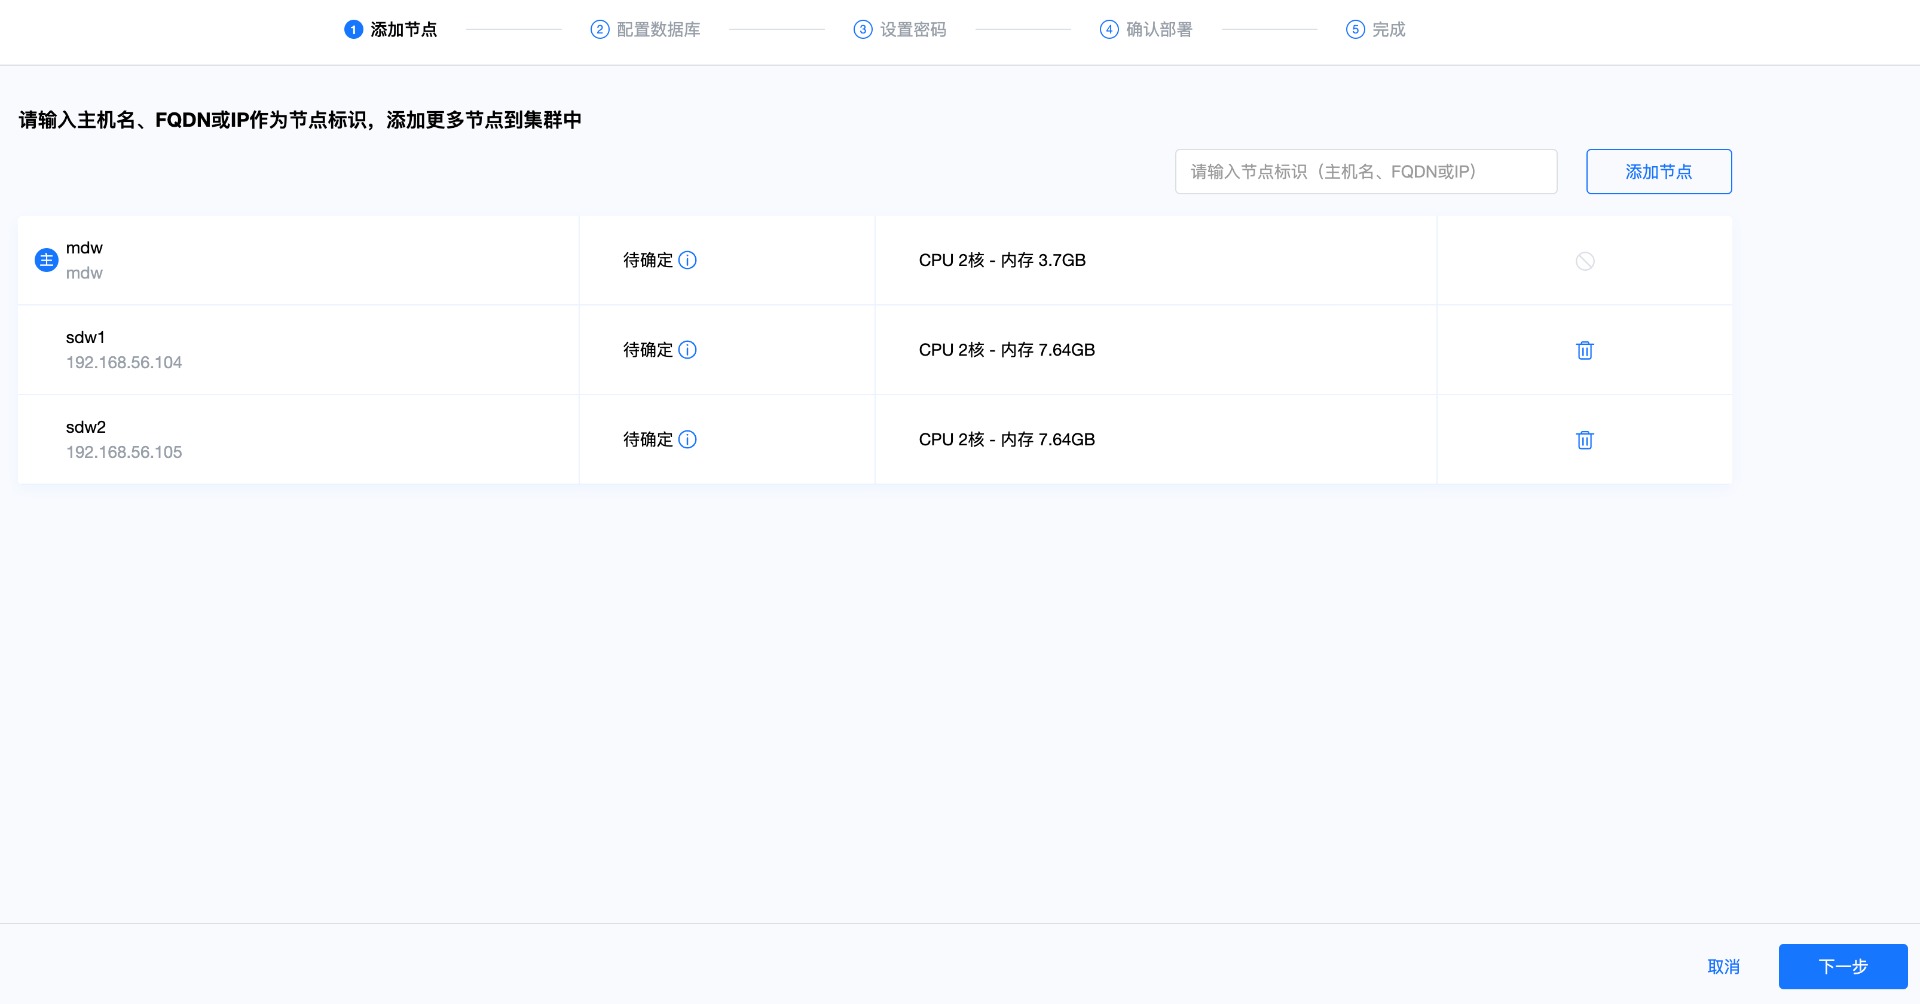 1 添加节点 2 配置数据库 3 设置密码 4 确认部署 5 完成
请输入主机名、FQDN或IP作为节点标识，添加更多节点到集群中
请输入节点标识（主机名、FQDN或IP） 添加节点
主 mdw
mdw
待确定 CPU 2核 - 内存 3.7GB
sdw1
192.168.56.104
待确定 CPU 2核 - 内存 7.64GB
sdw2
192.168.56.105
待确定 CPU 2核 - 内存 7.64GB
取消 下一步